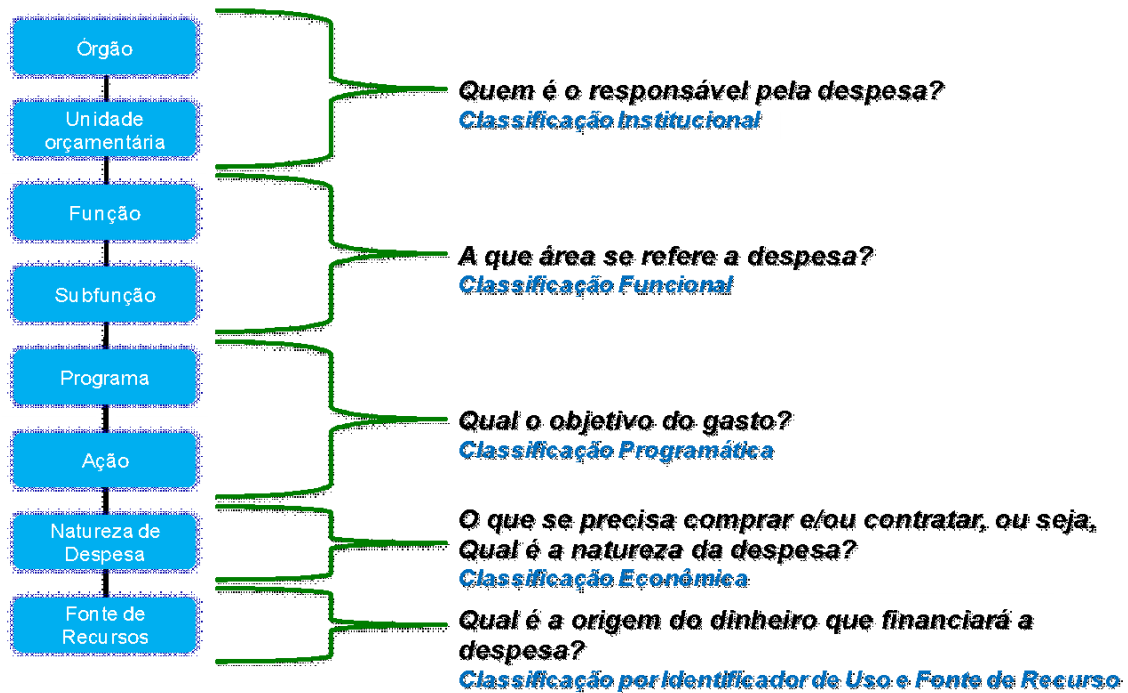 Órgão
Unidade
orçamentária
Função
Subfunção
Programa
Ação
Natureza de
Despesa
Fonte de
Recursos
Quem é o responsável pela despesa?
Classificação Institucional
A que área se refere a despesa?
Classificação Funcional
Qual o objetivo do gasto?
Classificação Programática
O que se precisa comprar e/ou contratar, ou seja,
Qual é a natureza da despesa?
Classificação Econômica
Qual é a origem do dinheiro que financiará a
despesa?
Classificação por Identificador de Uso e Fonte de Recurso